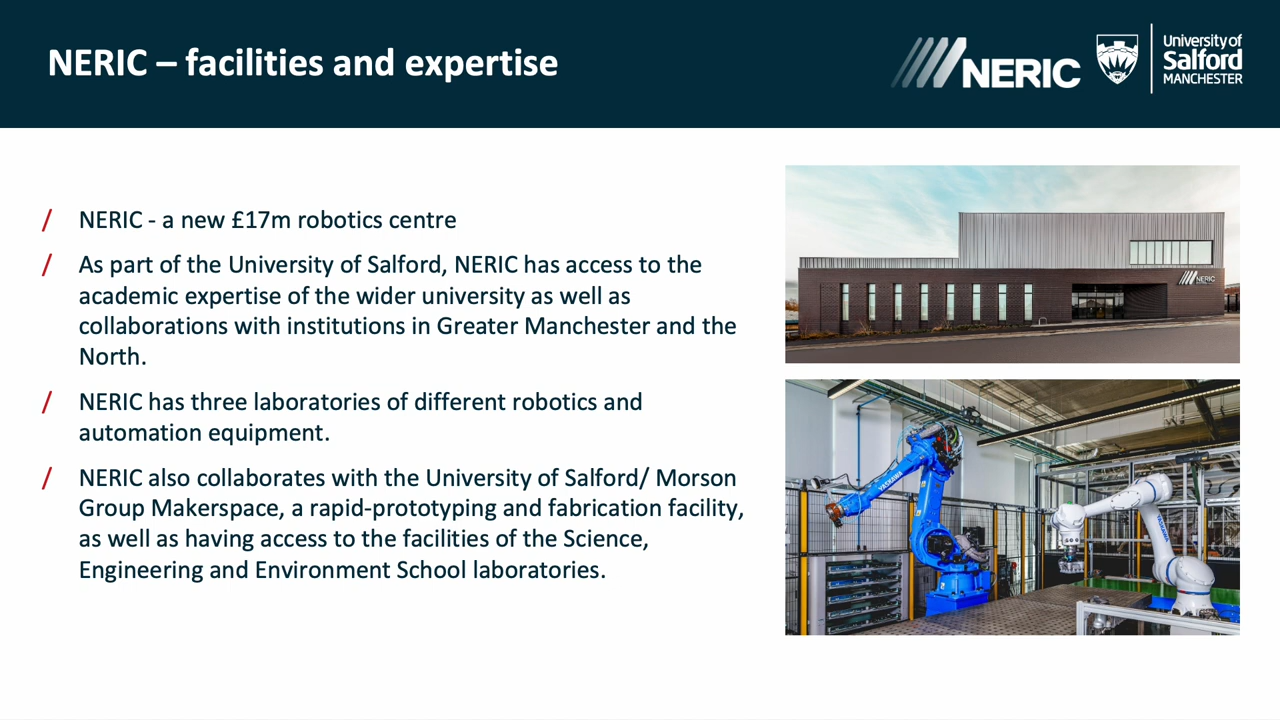 NERIC – facilities and expertise
NERIC
University of
Salford
MANCHESTER
/ NERIC - a new £17m robotics centre
/ As part of the University of Salford, NERIC has access to the
academic expertise of the wider university as well as
collaborations with institutions in Greater Manchester and the
North.
/ NERIC has three laboratories of different robotics and
automation equipment.
/ NERIC also collaborates with the University of Salford/ Morson
Group Makerspace, a rapid-prototyping and fabrication facility,
as well as having access to the facilities of the Science,
Engineering and Environment School laboratories.
NERIC
YASKAWA
YASKAWA